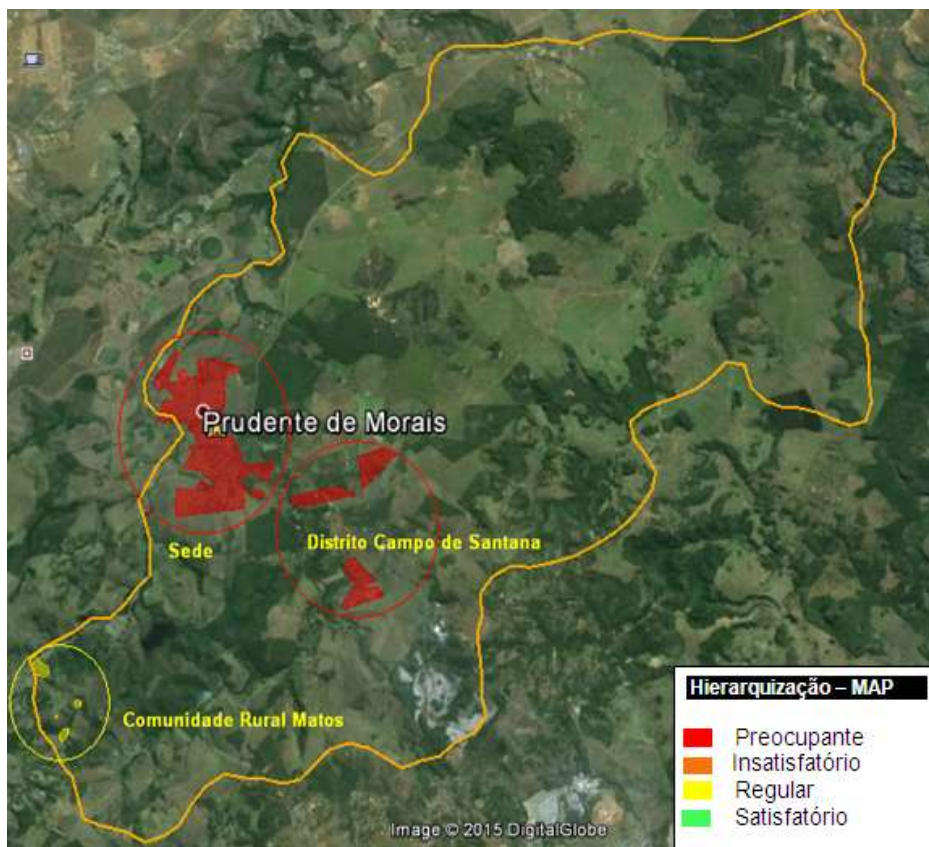 Prudente de Morais
Sede
Distrito Campo de Santana
Comunidade Rural Matos
Hierarquização – MAP
Preocupante
Insatisfatório
Regular
Satisfatório
Image © 2015 DigitalGlobe